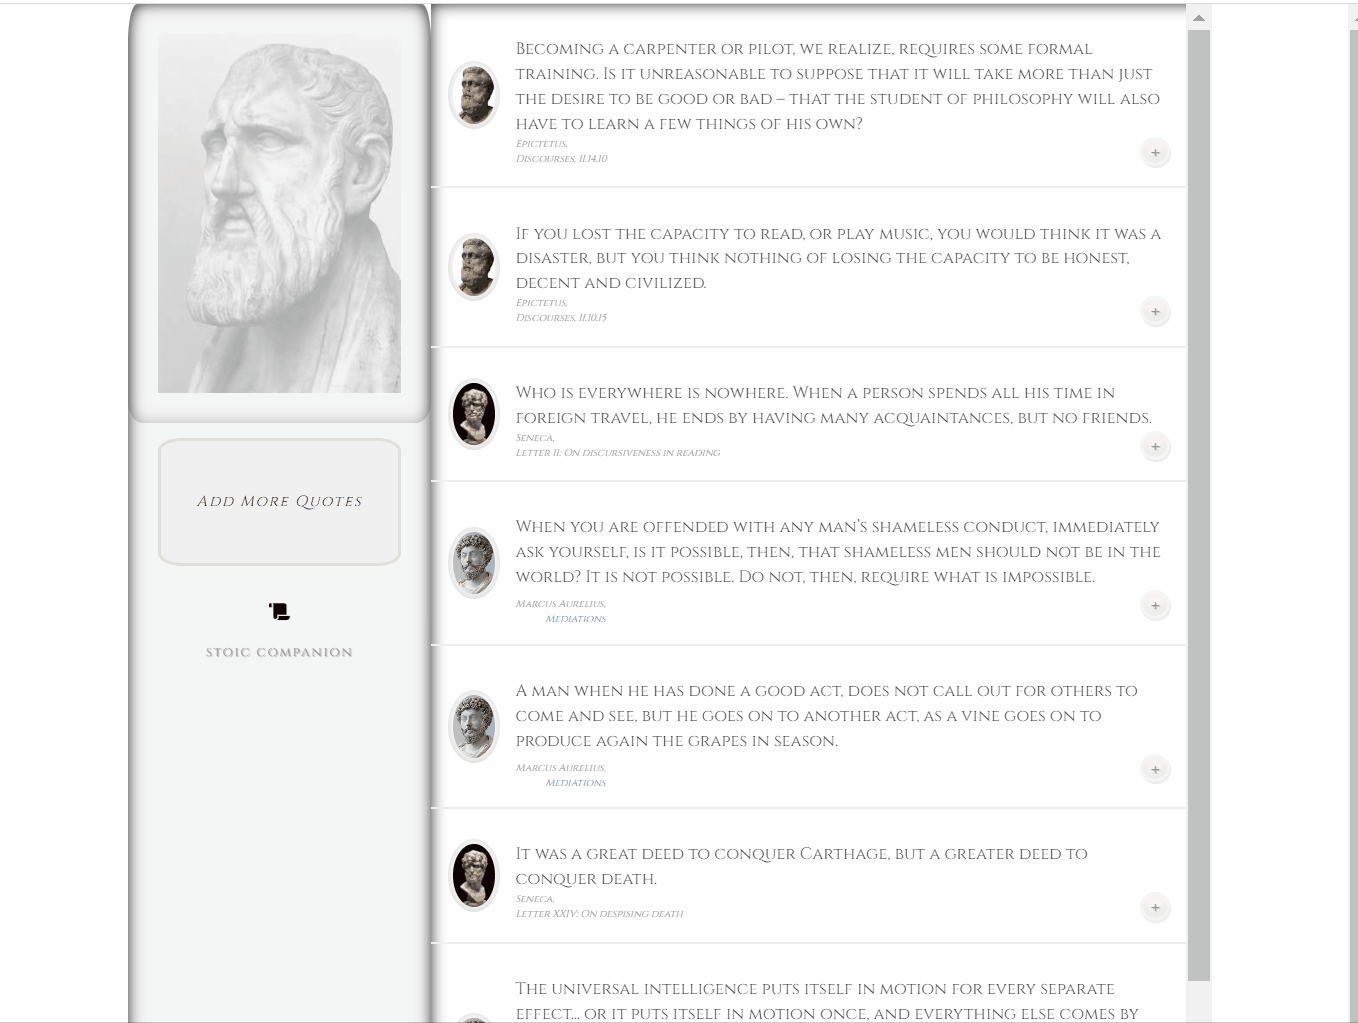 Becoming a carpenter or pilot, we realize, requires some formal
training. Is it unreasonable to suppose that it will take more than just
the desire to be good or bad – that the student of philosophy will also
have to learn a few things of his own?
Epictetus,
Discourses, II.14.10
+
If you lost the capacity to read, or play music, you would think it was a
disaster, but you think nothing of losing the capacity to be honest,
decent and civilized.
Epictetus,
Discourses, II.10.15
+
Who is everywhere is nowhere. When a person spends all his time in
foreign travel, he ends by having many acquaintances, but no friends.
Seneca,
Letter II: On discursiveness in reading
+
Add More Quotes
When you are offended with any man’s shameless conduct, immediately
ask yourself, is it possible, then, that shameless men should not be in the
world? It is not possible. Do not, then, require what is impossible.
Marcus Aurelius,
Mediations
+
STOIC COMPANION
A man when he has done a good act, does not call out for others to
come and see, but he goes on to another act, as a vine goes on to
produce again the grapes in season.
Marcus Aurelius,
Mediations
+
It was a great deed to conquer Carthage, but a greater deed to
conquer death.
Seneca,
Letter XXIV: On despising death
+
The universal intelligence puts itself in motion for every separate
effect... or it puts itself in motion once, and everything else comes by